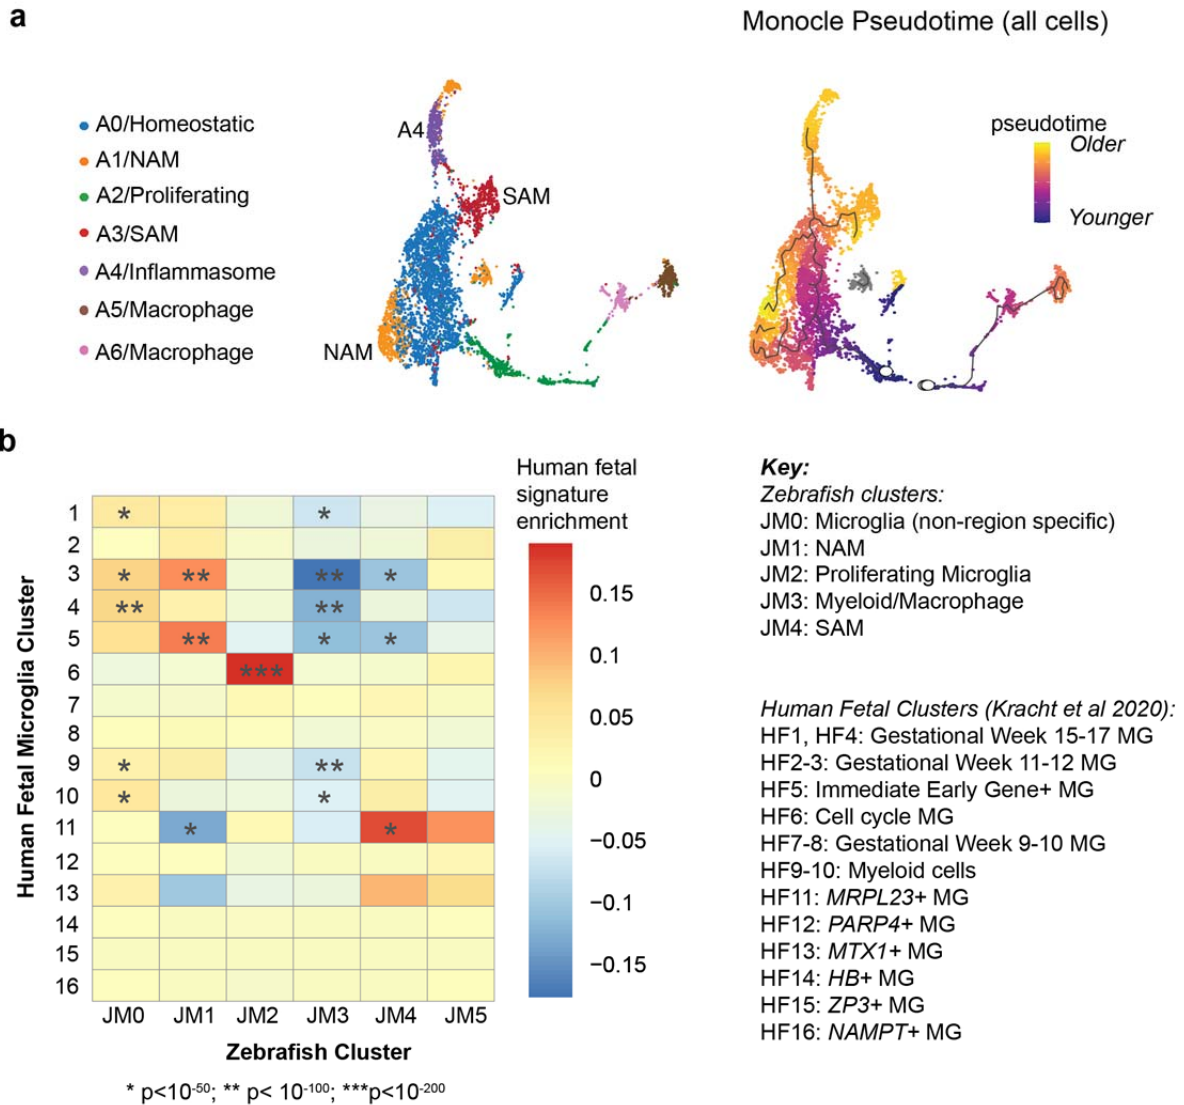 a
Monocle Pseudotime (all cells)
A0/Homeostatic
A1/NAM
A2/Proliferating
A3/SAM
A4/Inflammasome
A5/Macrophage
A6/Macrophage
A4
SAM
NAM
pseudotime
Older
Younger
b
Human Fetal Microglia Cluster
1
2
3
4
5
6
7
8
9
10
11
12
13
14
15
16
* *
* ** ** *
** **
** * *
***
* **
* *
* *
JM0 JM1 JM2 JM3 JM4 JM5
Zebrafish Cluster
* p<10-50; ** p< 10-100; ***p<10-200
Human fetal
signature
enrichment
0.15
0.1
0.05
0
−0.05
−0.1
−0.15
Key:
Zebrafish clusters:
JM0: Microglia (non-region specific)
JM1: NAM
JM2: Proliferating Microglia
JM3: Myeloid/Macrophage
JM4: SAM
Human Fetal Clusters (Kracht et al 2020):
HF1, HF4: Gestational Week 15-17 MG
HF2-3: Gestational Week 11-12 MG
HF5: Immediate Early Gene+ MG
HF6: Cell cycle MG
HF7-8: Gestational Week 9-10 MG
HF9-10: Myeloid cells
HF11: MRPL23+ MG
HF12: PARP4+ MG
HF13: MTX1+ MG
HF14: HB+ MG
HF15: ZP3+ MG
HF16: NAMPT+ MG